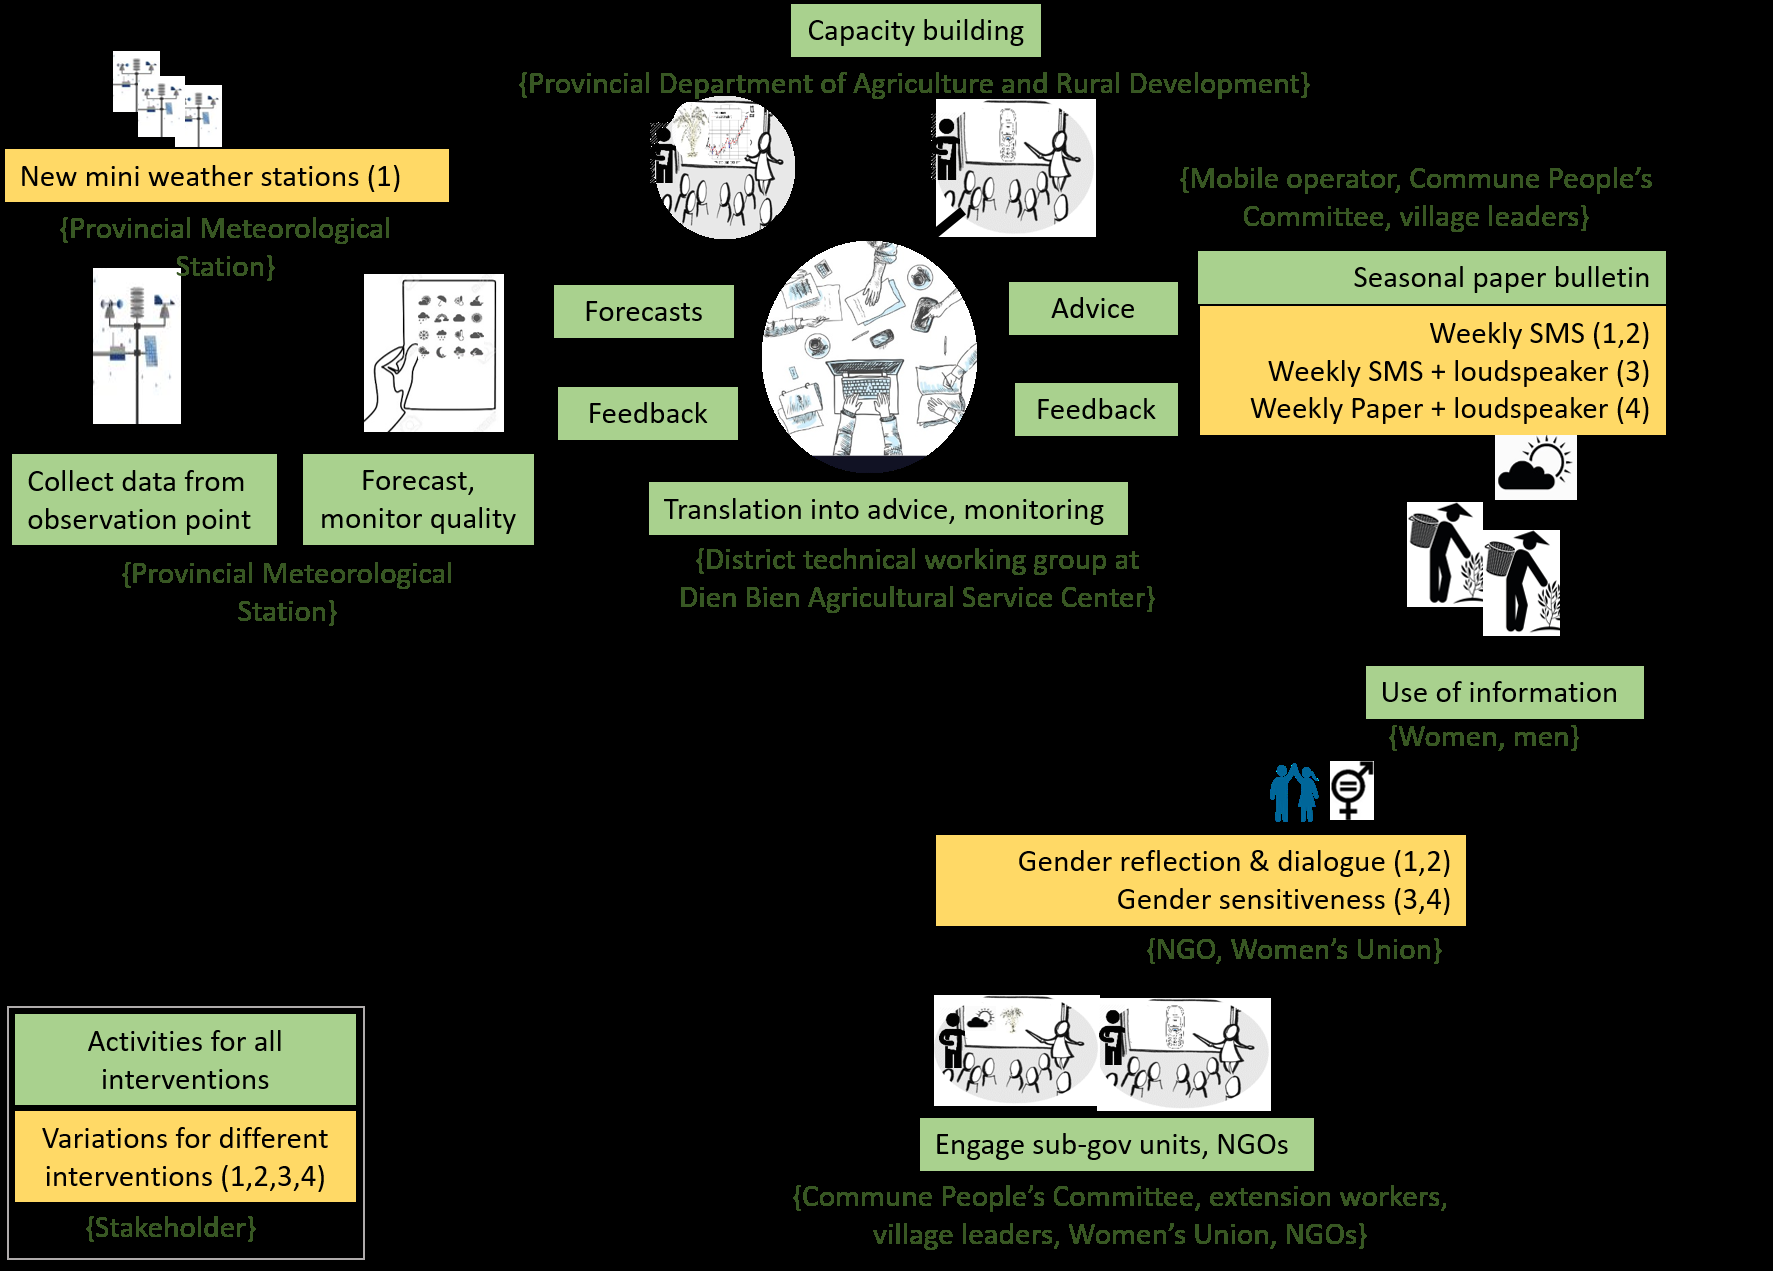 Capacity building
{Provincial Department of Agriculture and Rural Development}
New mini weather stations (1)
{Provincial Meteorological
Station}
{Mobile operator, Commune People's
Committee, village leaders}
Seasonal paper bulletin
Weekly SMS (1,2)
Weekly SMS + loudspeaker (3)
Weekly Paper + loudspeaker (4)
Forecasts
Advice
Feedback
Feedback
Collect data from
observation point
Forecast,
monitor quality
{Provincial Meteorological
Station}
Translation into advice, monitoring
{District technical working group at
Dien Bien Agricultural Service Center}
Use of information
{Women, men}
Gender reflection & dialogue (1,2)
Gender sensitiveness (3,4)
{NGO, Women's Union}
Engage sub-gov units, NGOs
{Commune People's Committee, extension workers,
village leaders, Women's Union, NGOs}
Activities for all
interventions
Variations for different
interventions (1,2,3,4)
{Stakeholder}